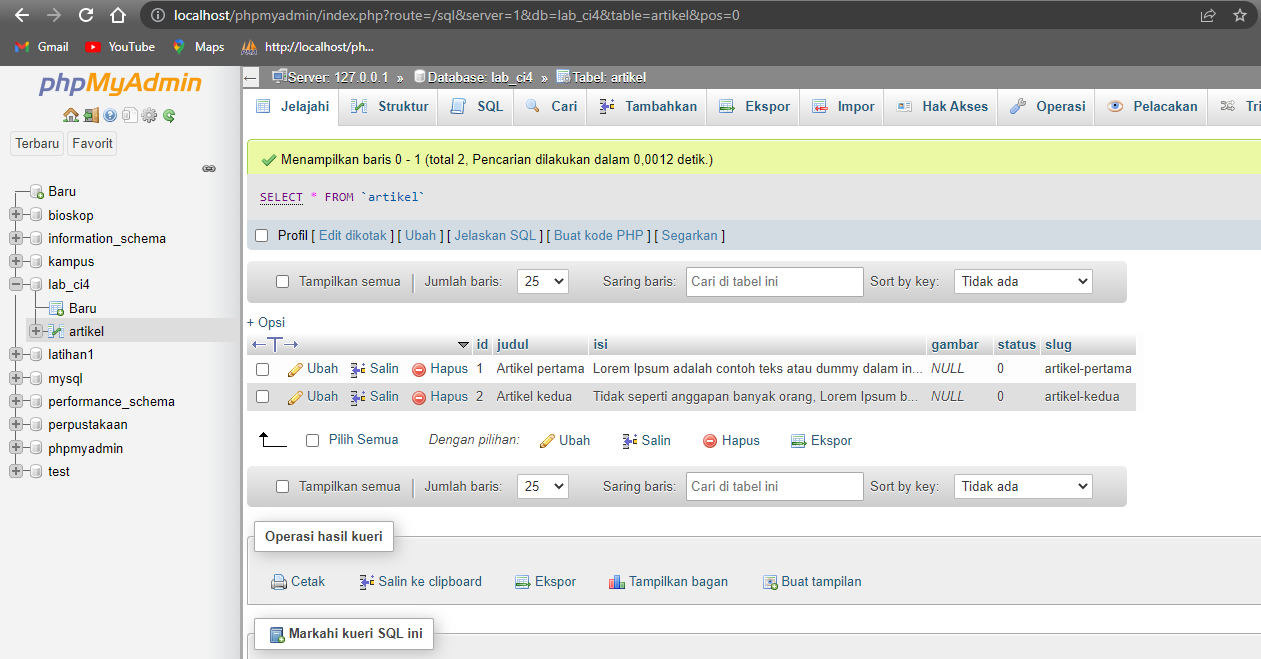 localhost/phpmyadmin/index.php?route=/sql&server=1&db=lab_ci4&table=artikel&pos=0
Gmail YouTube Maps http://localhost/ph...
phpMyAdmin
Terbaru Favorit
Baru
bioskop
information_schema
kampus
lab_ci4
Baru
artikel
latihan1
mysql
performance_schema
perpustakaan
phpmyadmin
test
Server: 127.0.0.1 » Database: lab_ci4 » Tabel: artikel
Jelajahi Struktur SQL Cari Tambahkan Ekspor Impor Hak Akses Operasi Pelacakan Tri
Menampilkan baris 0 - 1 (total 2, Pencarian dilakukan dalam 0,0012 detik.)
SELECT * FROM `artikel`
Profil [ Edit dikotak ] [ Ubah ] [ Jelaskan SQL ] [ Buat kode PHP ] [ Segarkan ]
Tampilkan semua | Jumlah baris: 25 Saring baris: Cari di tabel ini Sort by key: Tidak ada
+ Opsi
←T→ id judul isi gambar status slug
Ubah Salin Hapus 1 Artikel pertama Lorem Ipsum adalah contoh teks atau dummy dalam in... NULL 0 artikel-pertama
Ubah Salin Hapus 2 Artikel kedua Tidak seperti anggapan banyak orang, Lorem Ipsum b... NULL 0 artikel-kedua
Pilih Semua Dengan pilihan: Ubah Salin Hapus Ekspor
Tampilkan semua | Jumlah baris: 25 Saring baris: Cari di tabel ini Sort by key: Tidak ada
Operasi hasil kueri
Cetak Salin ke clipboard Ekspor Tampilkan bagan Buat tampilan
Markahi kueri SQL ini